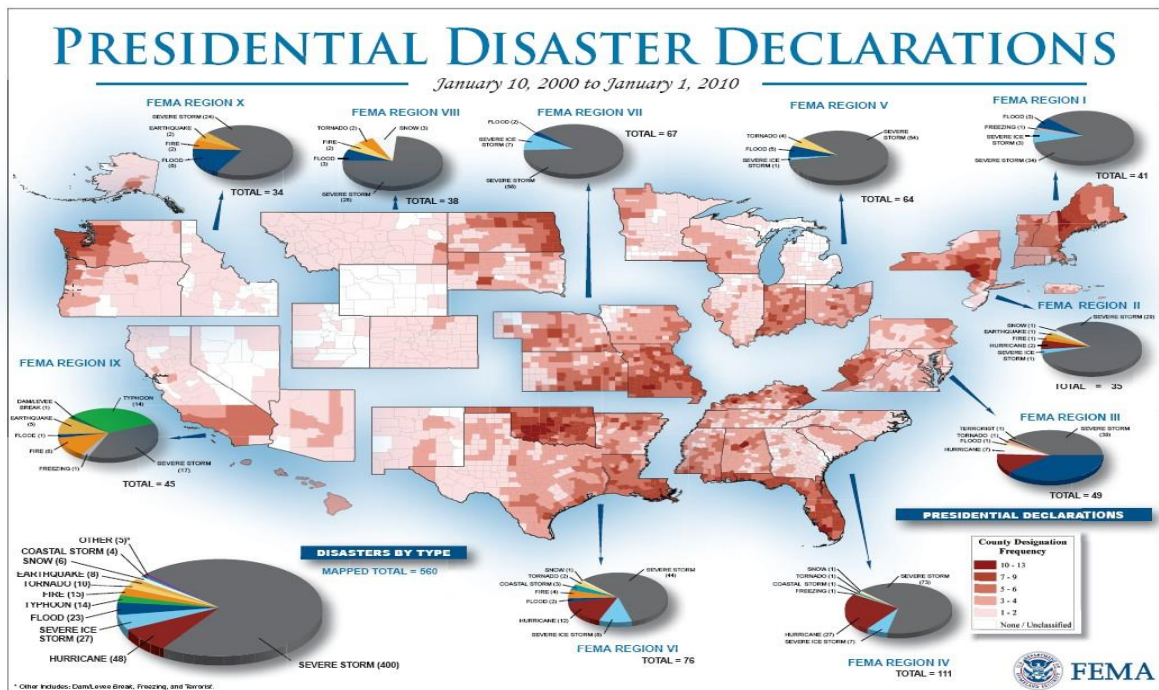 PRESIDENTIAL DISASTER DECLARATIONS
January 10, 2000 to January 1, 2010
FEMA REGION X
SEVERE STORM (24)
EARTHQUAKE
(2)
FIRE
(2)
FLOOD
TOTAL = 34
FEMA REGION VIII
TORNADO (2)
SNOW (3)
FIRE
(2)
FLOOD
(3)
SEVERE STORM
TOTAL = 38
FEMA REGION VII
FLOOD (2)
SEVERE ICE
STORM (7)
SEVERE STORM
TOTAL = 67
FEMA REGION V
TORNADO (4)
SEVERE
STORM (54)
FLOOD (5)
SEVERE ICE
STORM (1)
TOTAL = 64
FEMA REGION I
FLOOD (3)
FREEZING (1)
SEVERE ICE
STORM (3)
SEVERE STORM (34)
TOTAL = 41
FEMA REGION II
SEVERE STORM (29)
SNOW (1)
EARTHQUAKE (1)
FIRE (1)
HURRICANE (2)
SEVERE ICE
STORM (1)
TOTAL = 35
FEMA REGION IX
DAM/LEVEE
BREAK (1)
TYPHOON
(14)
EARTHQUAKE
(5)
FLOOD (1)
FIRE
FREEZING (1)
SEVERE STORM
(17)
TOTAL = 45
FEMA REGION III
TERRORIST (1)
TORNADO (1)
FLOOD (1)
HURRICANE (7)
SEVERE STORM
TOTAL = 49
PRESIDENTIAL DECLARATIONS
County Designation
Frequency
10 - 13
7 - 9
5 - 6
3 - 4
1 - 2
None / Unclassified
DISASTERS BY TYPE
MAPPED TOTAL = 560
OTHER (5)*
COASTAL STORM (4)
SNOW (6)
EARTHQUAKE (8)
TORNADO (10)
FIRE (15)
TYPHOON (14)
FLOOD (23)
SEVERE ICE
STORM (27)
HURRICANE (48)
SEVERE STORM (400)
SNOW (1)
TORNADO (2)
COASTAL STORM (3)
FIRE (4)
FLOOD (2)
HURRICANE (12)
SEVERE ICE STORM (8)
SEVERE STORM
(44)
FEMA REGION VI
TOTAL = 76
SNOW (1)
TORNADO (1)
COASTAL STORM (1)
FREEZING (1)
SEVERE STORM
(73)
HURRICANE (27)
SEVERE ICE STORM (7)
FEMA REGION IV
TOTAL = 111
FEMA
* Other Includes: Dam/Levee Break, Freezing, and Terrorist.